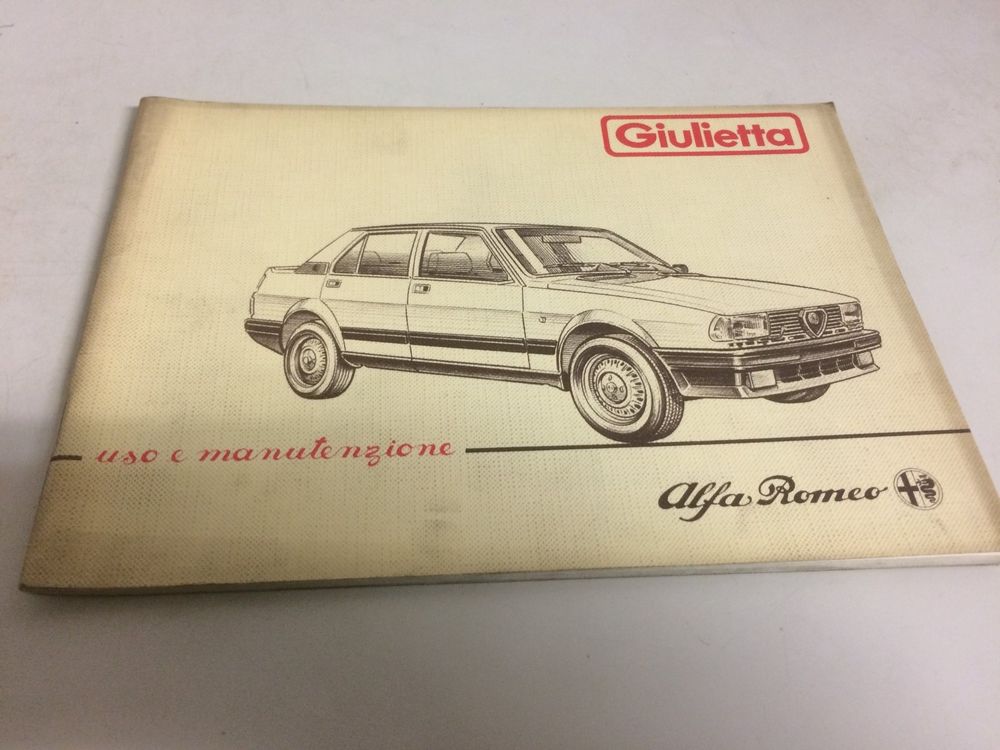 Giulietta
uso e manutenzione
Alfa Romeo